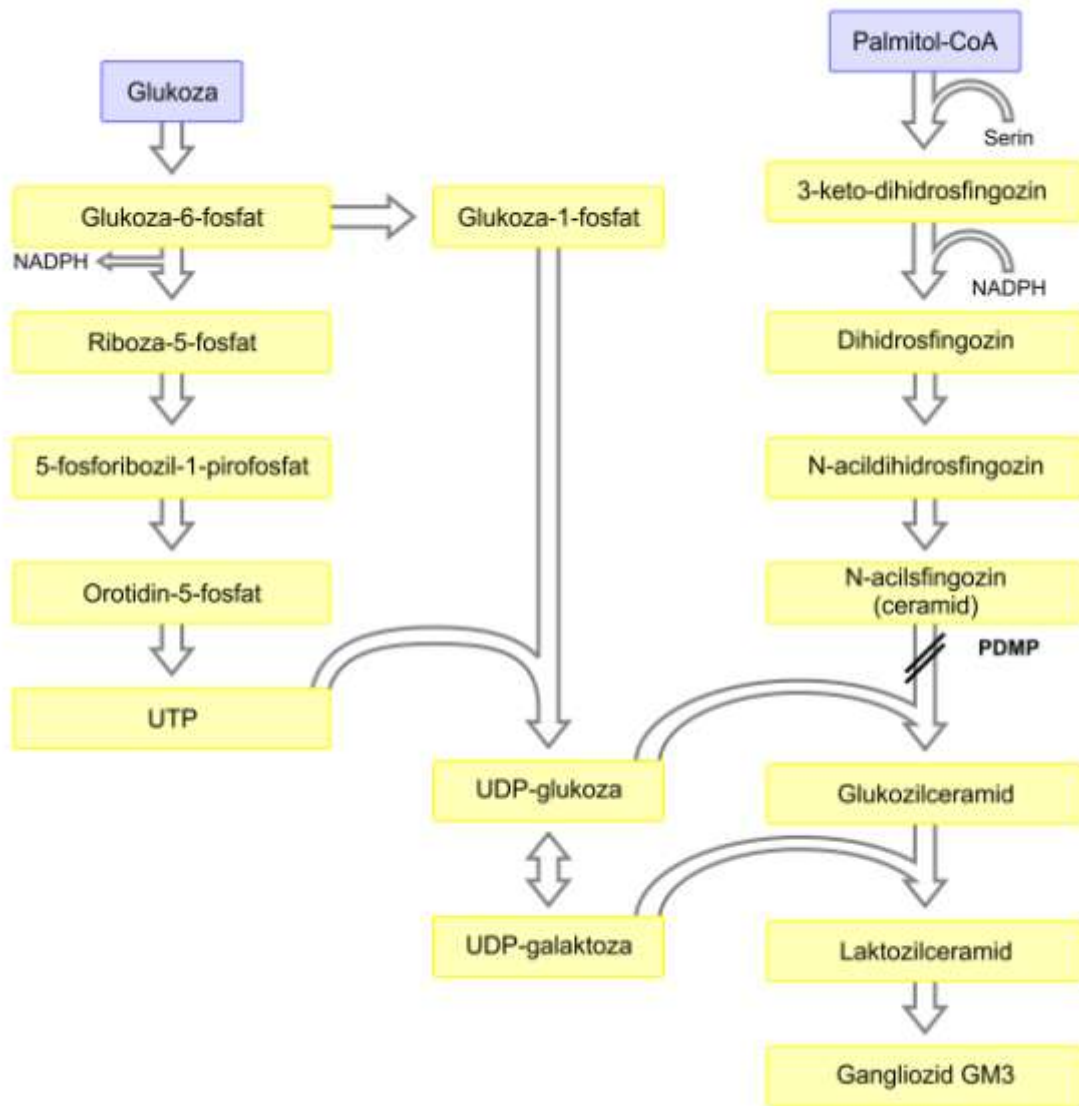 Palmitol-CoA
Glukoza
Serin
3-keto-dihidrosfingozin
Glukoza-6-fosfat
Glukoza-1-fosfat
NADPH
NADPH
Riboza-5-fosfat
Dihidrosfingozin
5-fosforibozil-1-pirofosfat
N-acildihidrosfingozin
Orotidin-5-fosfat
N-acilsfingozin
(ceramid)
PDMP
UTP
UDP-glukoza
Glukozilceramid
UDP-galaktoza
Laktozilceramid
Gangliozid GM3